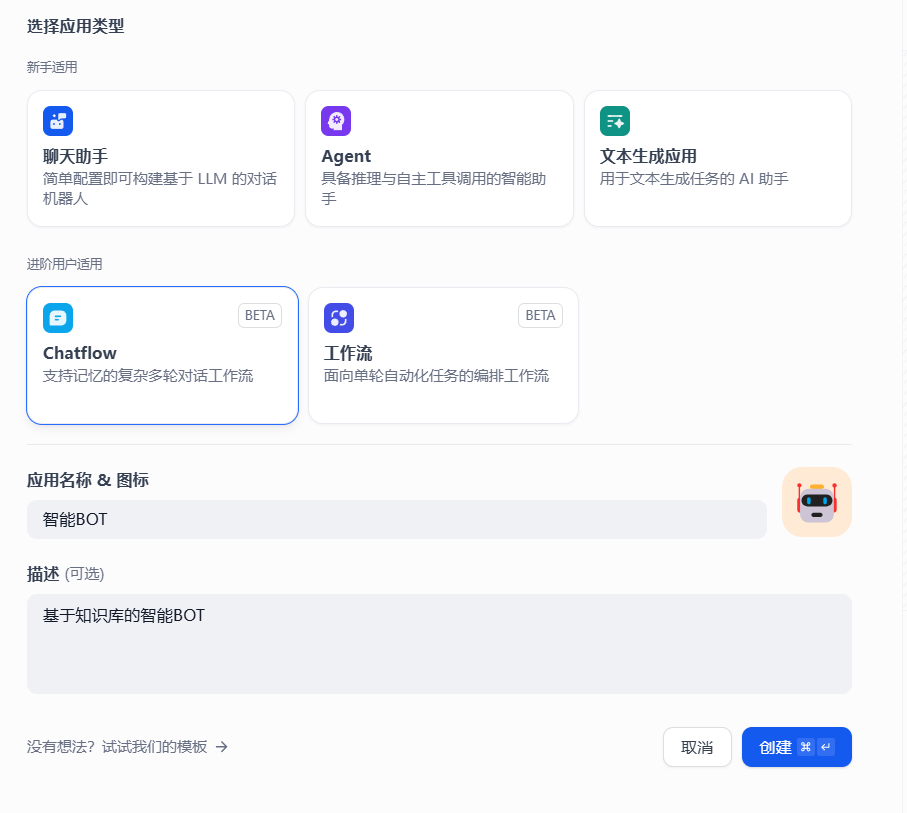 选择应用类型
新手适用
聊天助手
简单配置即可构建基于 LLM 的对话
机器人
Agent
具备推理与自主工具调用的智能助
手
文本生成应用
用于文本生成任务的 AI 助手
进阶用户适用
BETA
Chatflow
支持记忆的复杂多轮对话工作流
BETA
工作流
面向单轮自动化任务的编排工作流
应用名称 & 图标
智能BOT
描述 (可选)
基于知识库的智能BOT
没有想法? 试试我们的模板 →
取消
创建 ⌘ ↵